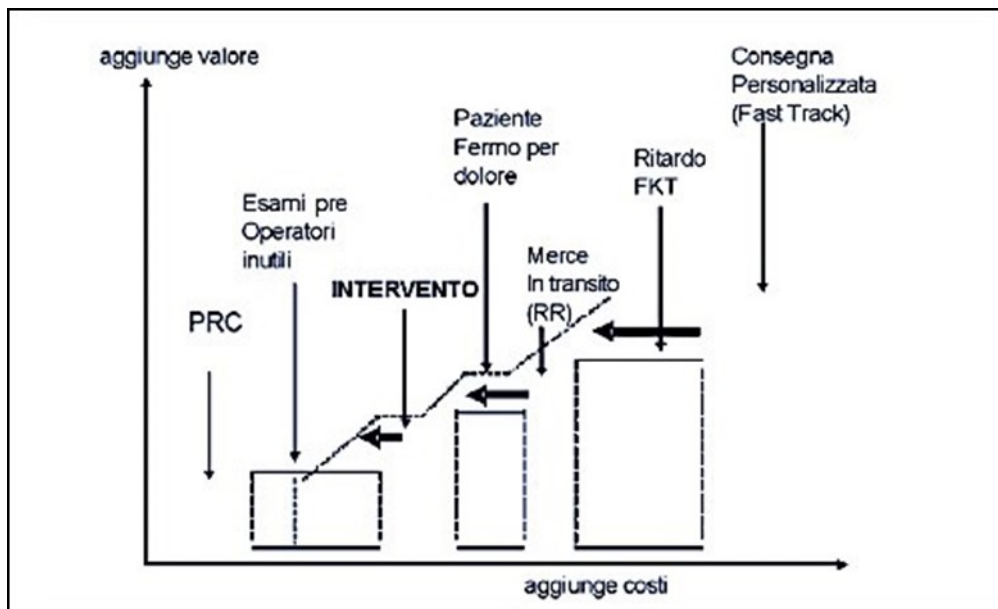 aggiunge valore
Consegna
Personalizzata
(Fast Track)
Paziente
Fermo per
dolore
Ritardo
FKT
Esami pre
Operatori
inutili
Merce
In transito
(RR)
INTERVENTO
PRC
aggiunge costi